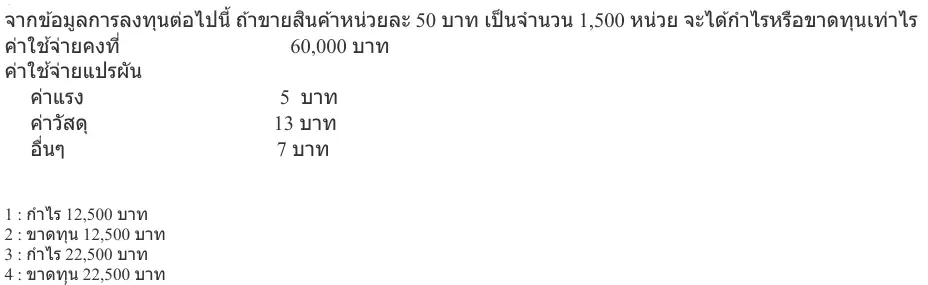 จากข้อมูลการลงทุนต่อไปนี้ ถ้าขายสินค้าหน่วยละ 50 บาท เป็นจำนวน 1,500 หน่วย จะได้กำไรหรือขาดทุนเท่าไร
ค่าใช้จ่ายคงที่ 60,000 บาท
ค่าใช้จ่ายแปรผัน
ค่าแรง 5 บาท
ค่าวัสดุ 13 บาท
อื่นๆ 7 บาท
1 : กำไร 12,500 บาท
2 : ขาดทุน 12,500 บาท
3 : กำไร 22,500 บาท
4 : ขาดทุน 22,500 บาท